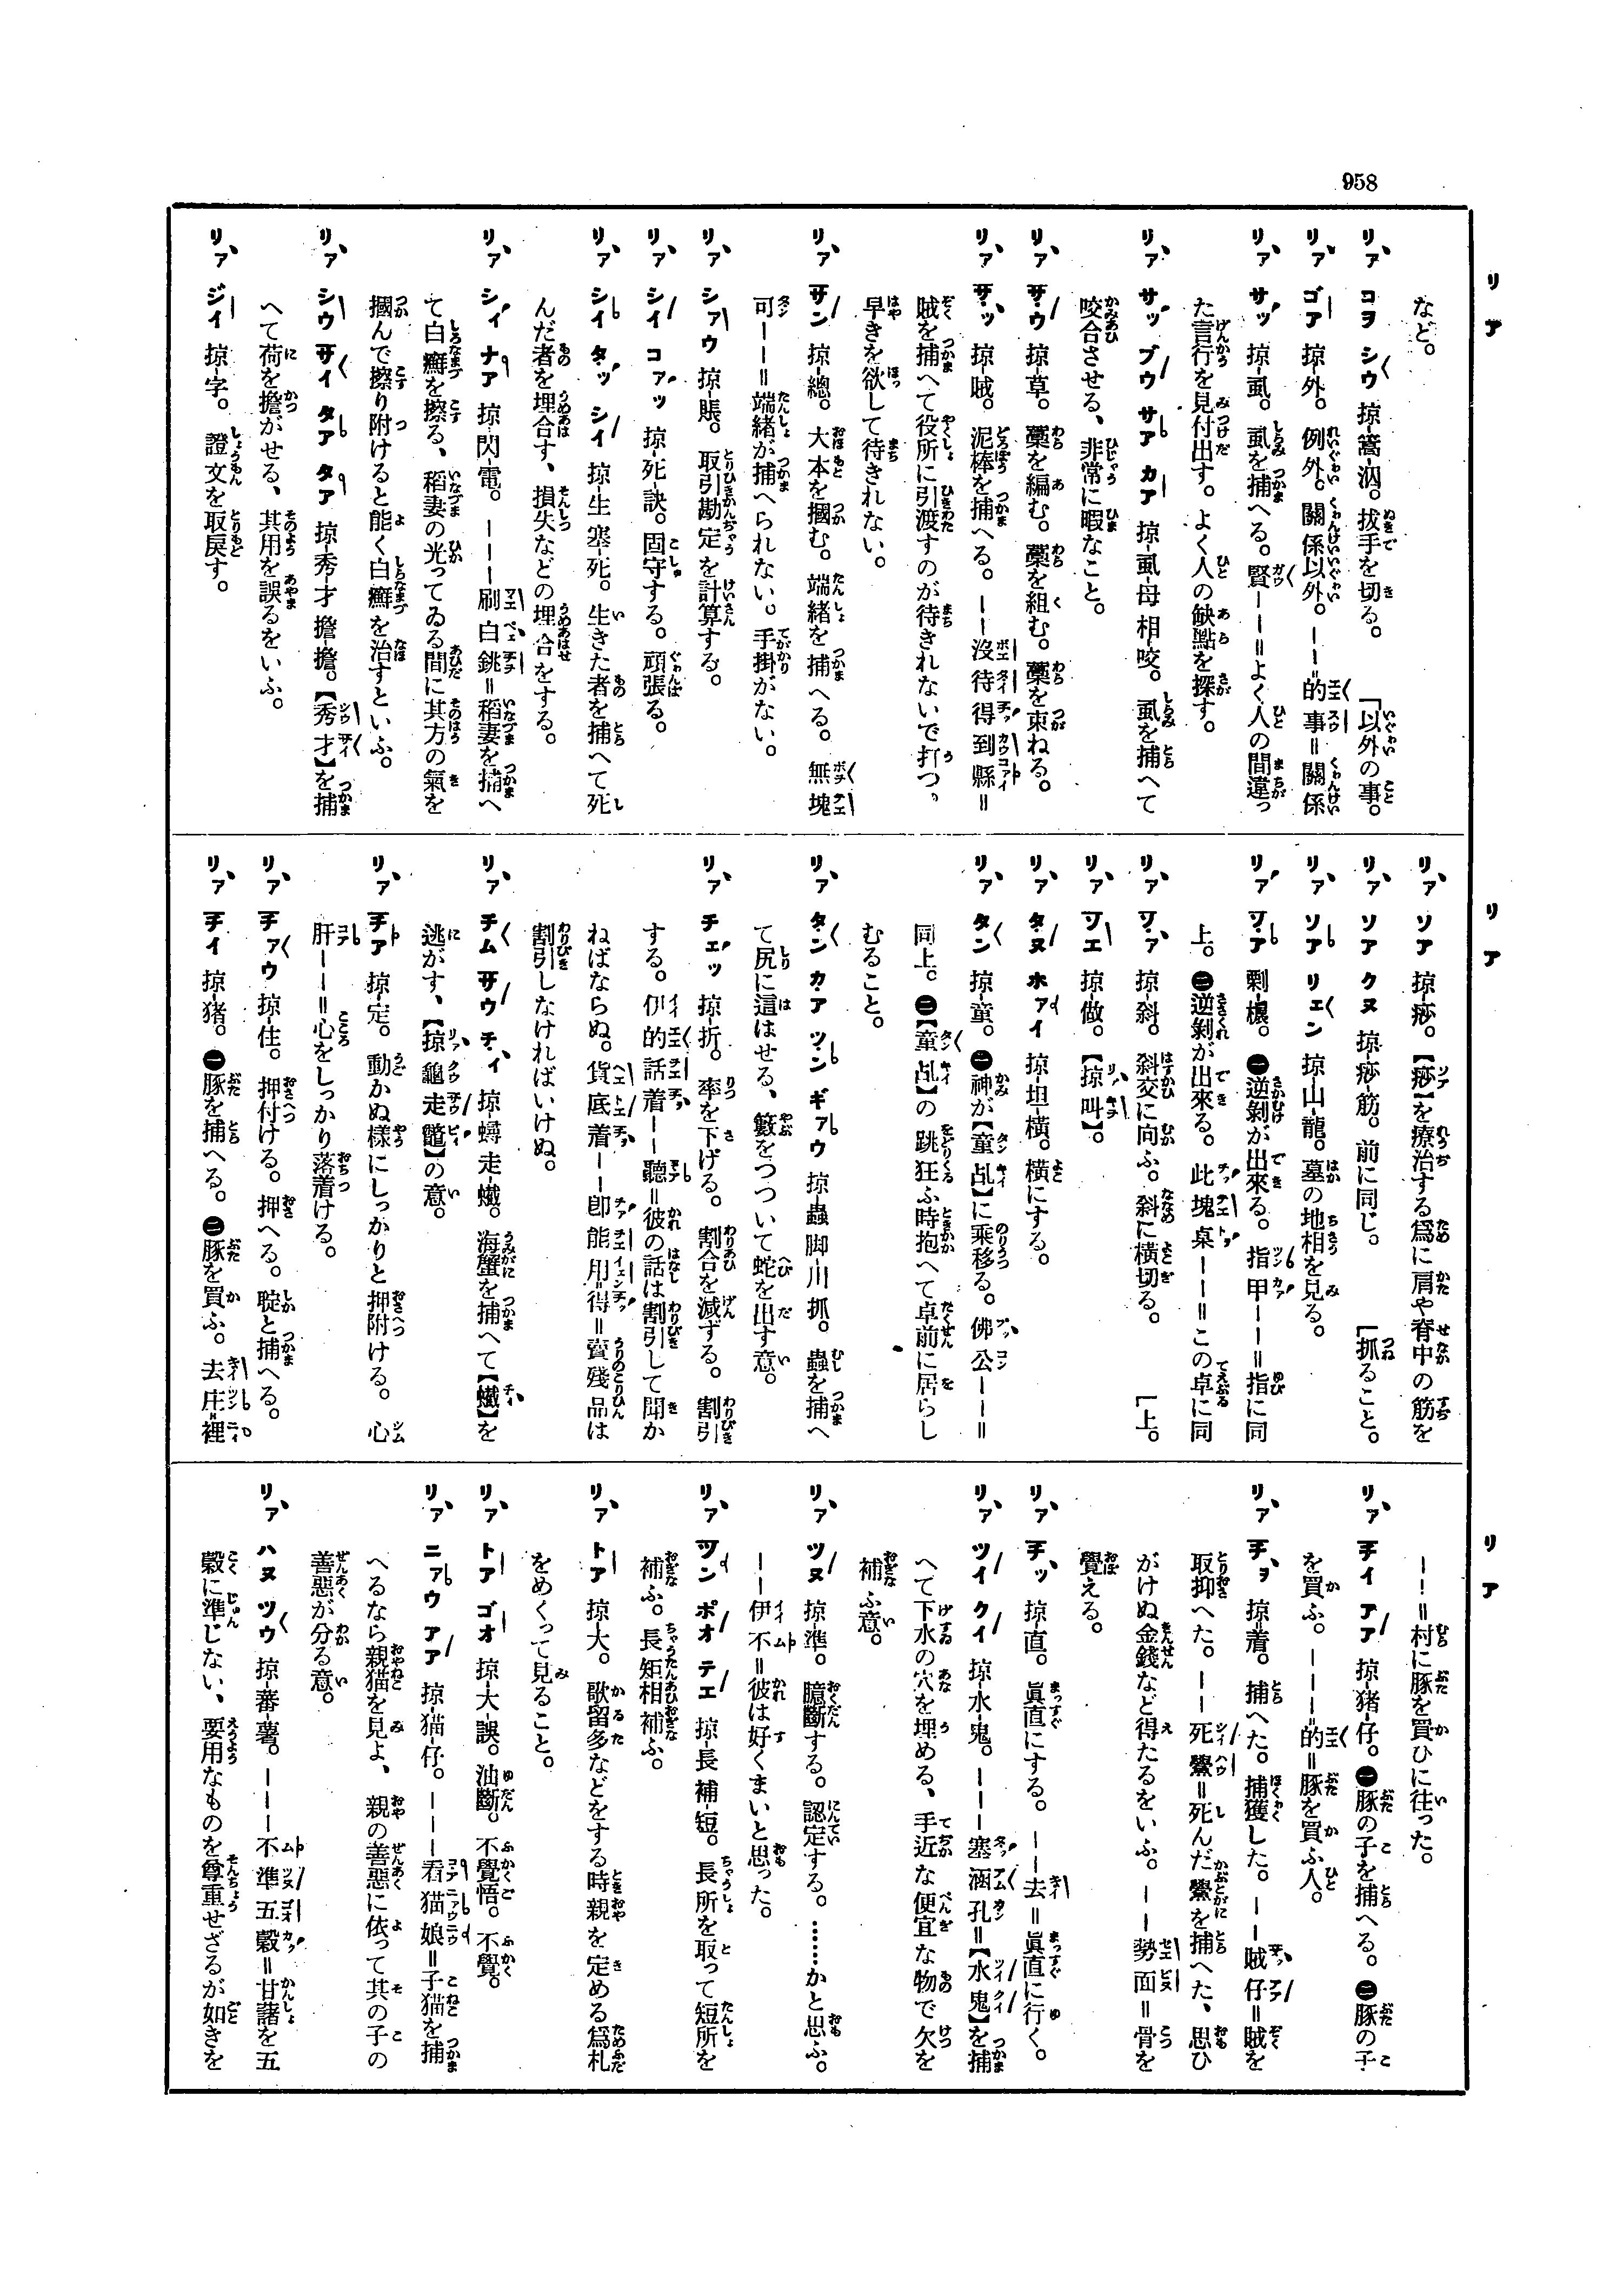 958
リア
など。
リア コヲ シウ 掠-蒿-泅。拔手を切る。 ［以外の事。
リア ゴア 掠-外。例外。關係以外。――的事＝關係
リア サッ 掠-虱。虱を捕へる。賢――＝よく人の間違っ
た言行を見付出す。よく人の缺點を探す。
リア サッ ブウ サア カア 掠-虱-母 相-咬。虱を捕へて
咬合させる、非常に暇なこと。
リア サウ 掠-草。藁を編む。藁を組む。藁を束ねる。
リア サッ 掠-賊。泥棒を捕へる。――沒待得到縣＝
賊を捕へて役所に引渡すのが待きれないで打つ。
早きを欲して待きれない。
リア サン 掠-總。大本を摑む。端緒を捕へる。無塊
可――＝端緒が捕へられない。手掛がない。
リア シァウ 掠-賬。取引勘定を計算する。
リア シイ コァッ 掠-死-訣。固守する。頑張る。
リア シイ タッ シイ 掠-生 塞-死。生きた者を捕へて死
んだ者を埋合す、損失などの埋合をする。
リア シィ ナア 掠 閃-電。―――刷白銚＝稻妻を捕へ
て白癬を擦る、稻妻の光ってゐる間に其方の氣を
摑んで擦り附けると能く白癬を治すといふ。
リア シウ サイ タア タア 掠-秀-才 擔-擔。【秀才】を捕
へて荷を擔がせる、其用を誤るをいふ。
リア ジイ 掠-字。證文を取戻す。
リア
リア ソア 掠-痧。【痧】を療治する爲に肩や脊中の筋を
リア ソア クヌ 掠-痧-筋。前に同じ。 ［抓ること。
リア ソア リェン 掠-山-龍。墓の地相を見る。
リア ソァ 剩-橠。㊀逆剝が出來る。指甲――＝指に同
上。㊁逆剝が出來る。此塊桌――＝この卓に同
リア ソァ 掠-斜。斜交に向ふ。斜に橫切る。 ［上。
リア ソエ 掠-做。【掠叫】。
リア タヌ ホァイ 掠-坦-橫。橫にする。
リア タン 掠-童。㊀神が【童乩】に乘移る。佛公――＝
同上。㊁【童乩】の跳狂ふ時抱へて卓前に居らし
むること。
リア タン カア ツン ギァウ 掠-蟲 脚-川 抓。蟲を捕へ
て尻に這はせる、籔をつついて蛇を出す意。
リア チェッ 掠-折。率を下げる。割合を減ずる。割引
する。伊的話着――聽＝彼の話は割引して聞か
ねばならぬ。貨底着――卽能用得＝賣殘品は
割引しなければいけぬ。
リア チム サウ チィ 掠-蟳 走-蠘。海蟹を捕へて【蠘】を
逃がす、【掠龜走鼈】の意。
リア チア 掠-定。動かぬ樣にしっかりと押附ける。心
肝――＝心をしっかり落着ける。
リア チァウ 掠-住。押付ける。押へる。聢と捕へる。
リア チイ 掠-猪。㊀豚を捕へる。㊁豚を買ふ。去庄裡
リア
――＝村に豚を買ひに往った。
リア チイ アア 掠-猪-仔。㊀豚の子を捕へる。㊁豚の子
を買ふ。―――的＝豚を買ふ人。
リア チヲ 掠-着。捕へた。捕獲した。――賊仔＝賊を
取抑へた。――死鱟＝死んだ鱟を捕へた、思ひ
がけぬ金錢など得たるをいふ。――勢面＝骨を
覺える。
リア チッ 掠-直。眞直にする。――去＝眞直に行く。
リア ツイ クイ 掠-水-鬼。―――塞涵孔＝【水鬼】を捕
へて下水の穴を埋める、手近な便宜な物で欠を
補ふ意。
リア ツヌ 掠-準。臆斷する。認定する。……かと思ふ。
――伊不＝彼は好くまいと思った。
リア ツン ポオ テエ 掠-長 補-短。長所を取って短所を
補ふ。長短相補ふ。
リア トア 掠-大。歌留多などをする時親を定める爲札
をめくって見ること。
リア トア ゴオ 掠-大-誤。油斷。不覺悟。不覺。
リア ニァウ アア 掠-猫-仔。―――看猫娘＝子猫を捕
へるなら親猫を見よ、親の善惡に依って其の子の
善惡が分る意。
リア ハヌ ツウ 掠-蕃-薯。―――不準五穀＝甘藷を五
穀に準じない、要用なものを尊重せざるが如きを